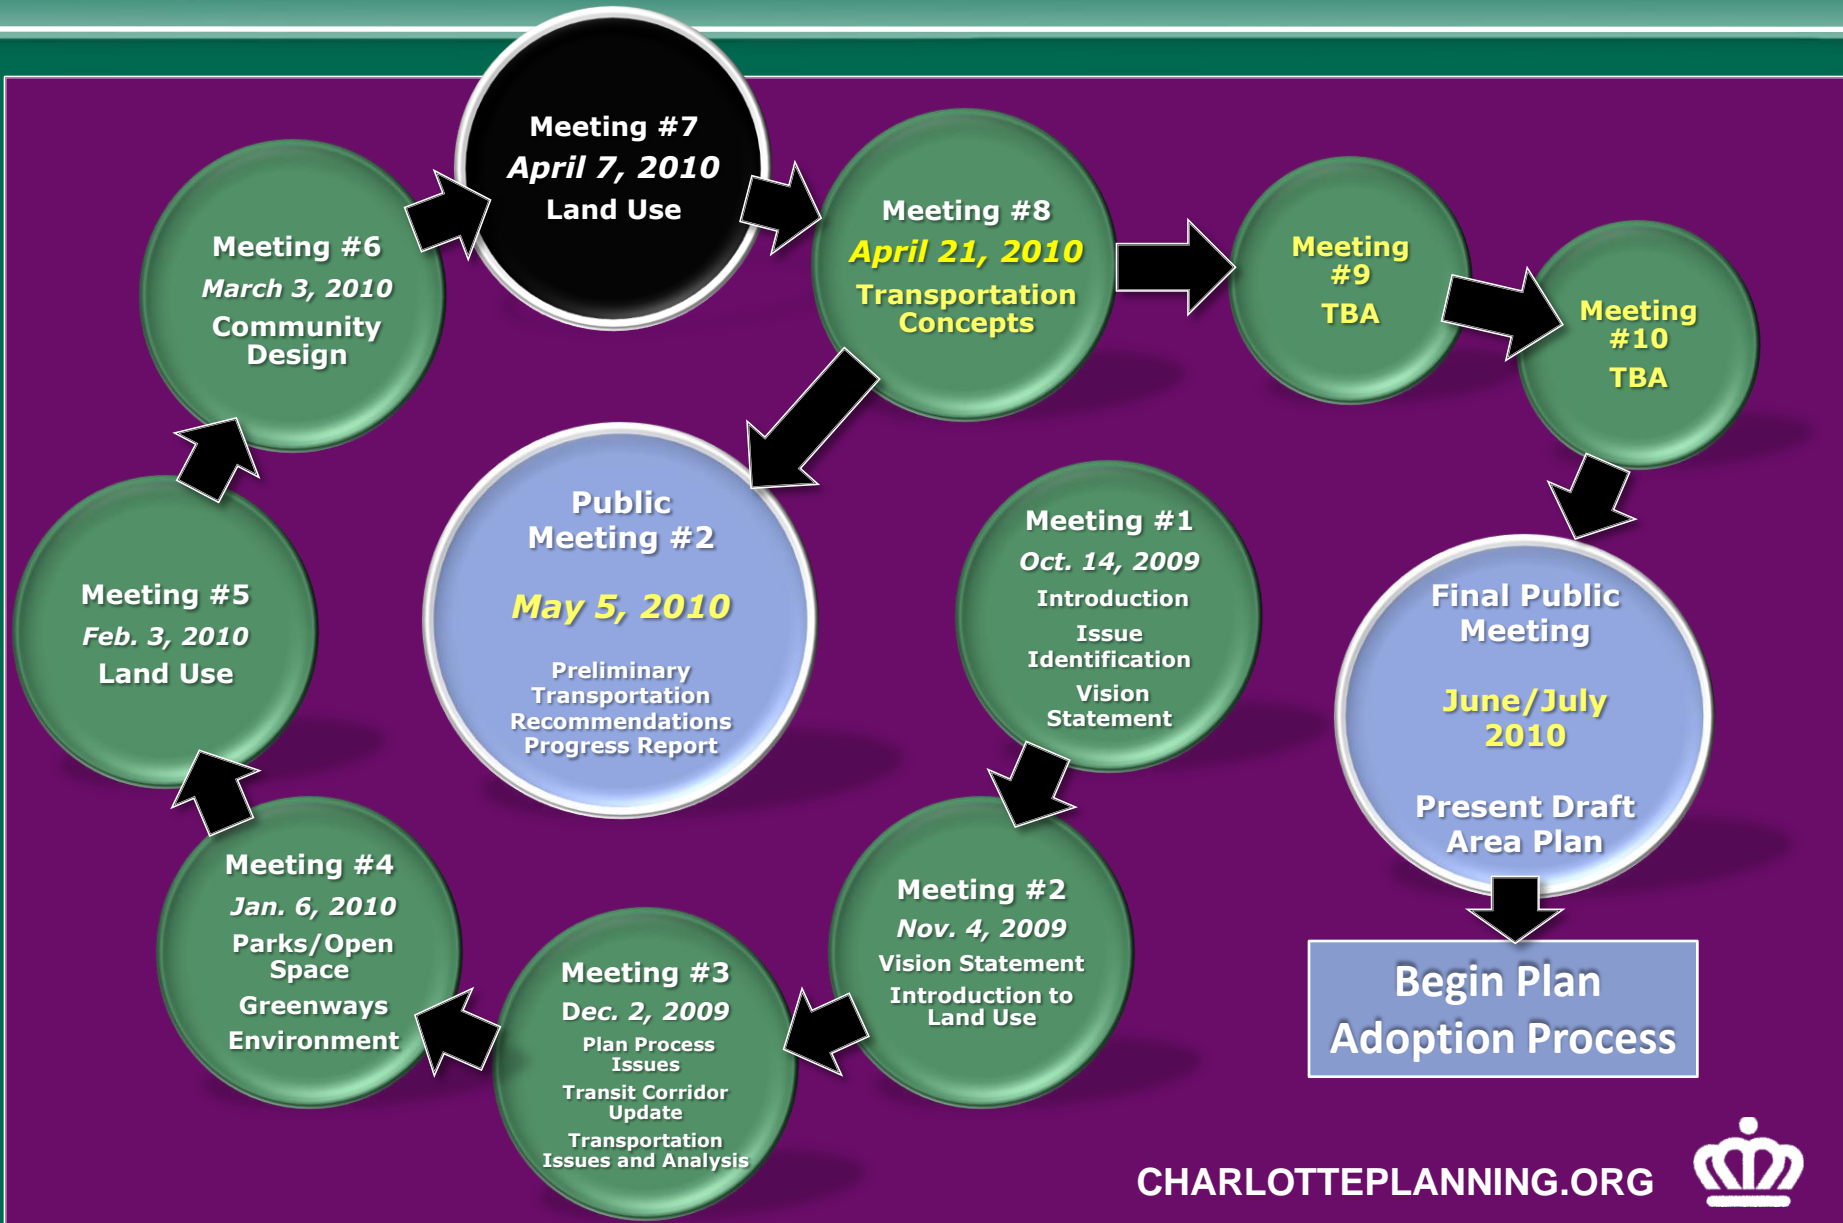 Meeting #1
Oct. 14, 2009
Introduction
Issue
Identification
Vision
Statement
Meeting #2
Nov. 4, 2009
Vision Statement
Introduction to
Land Use
Meeting #3
Dec. 2, 2009
Plan Process
Issues
Transit Corridor
Update
Transportation
Issues and Analysis
Meeting #4
Jan. 6, 2010
Parks/Open
Space
Greenways
Environment
Meeting #5
Feb. 3, 2010
Land Use
Meeting #6
March 3, 2010
Community
Design
Meeting #7
April 7, 2010
Land Use
Meeting #8
April 21, 2010
Transportation
Concepts
Public
Meeting #2
May 5, 2010
Preliminary
Transportation
Recommendations
Progress Report
Meeting
#9
TBA
Meeting
#10
TBA
Final Public
Meeting
June/July
2010
Present Draft
Area Plan
Begin Plan
Adoption Process
CHARLOTTEPLANNING.ORG